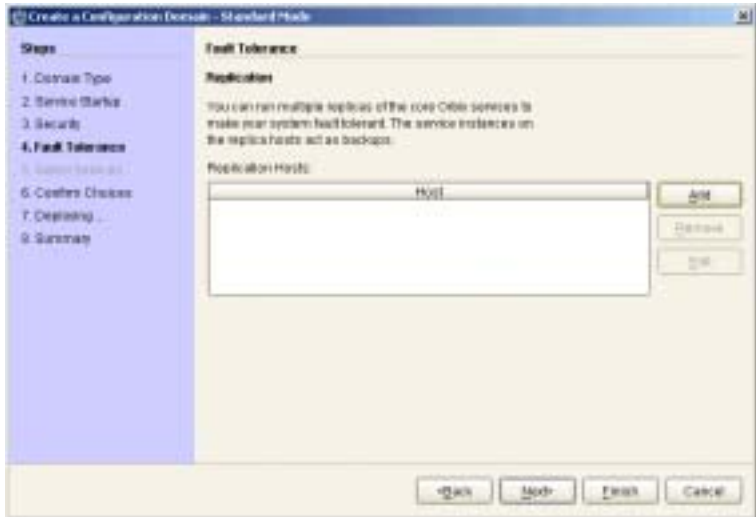 Create a Configuration Domain - Standard Mode
Steps
1. Domain Type
2. Service Startup
3. Security
4. Fault Tolerance
5. Select Services
6. Confirm Choices
7. Deploying ...
8. Summary
Fault Tolerance
Replication
You can run multiple replicas of the core Orbix services to
make your system fault tolerant. The service instances on
the replica hosts act as backups.
Replication Hosts:
Host
Add
Remove
Edit
<Back
Next>
Finish
Cancel